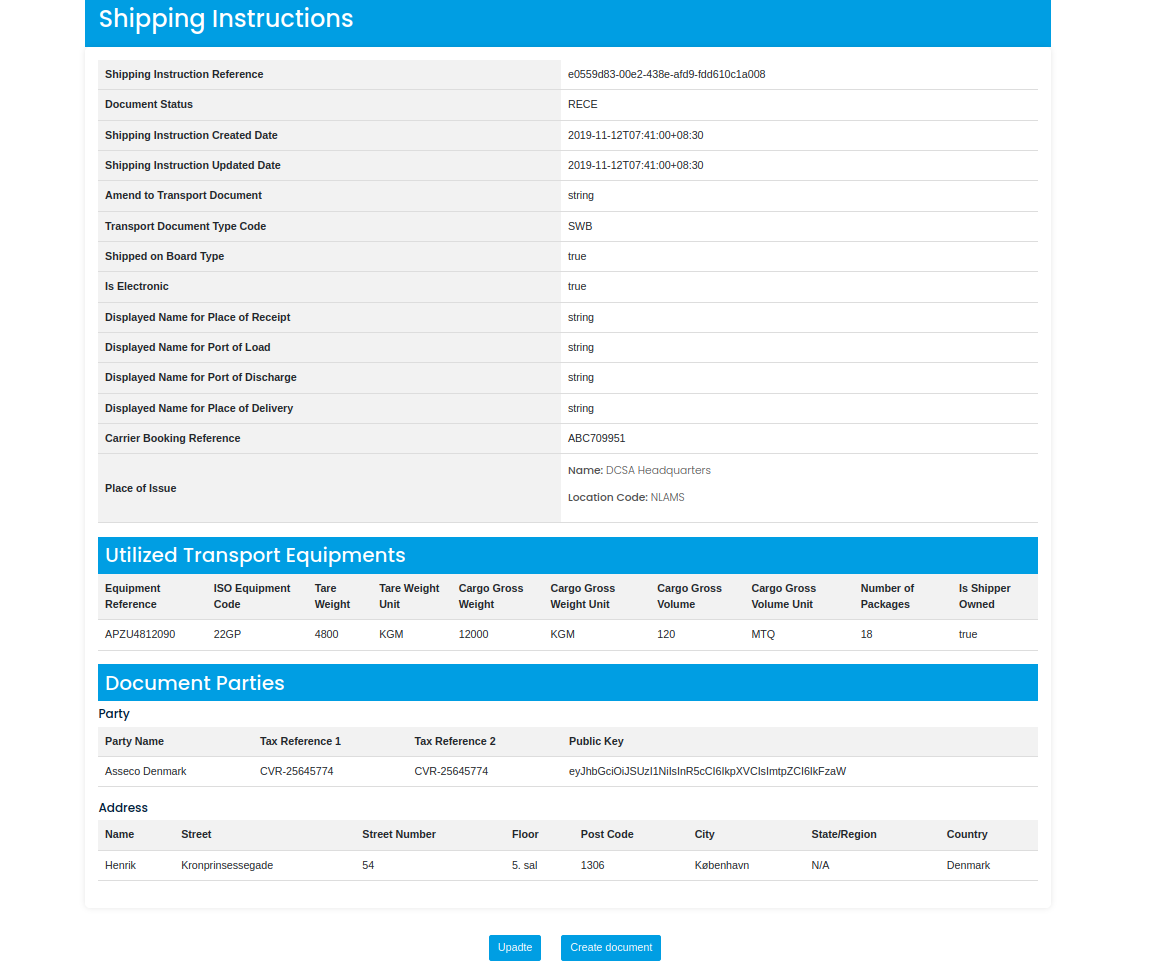 Shipping Instructions
Shipping Instruction Reference e0559d83-00e2-438e-afd9-fdd610c1a008
Document Status RECE
Shipping Instruction Created Date 2019-11-12T07:41:00+08:30
Shipping Instruction Updated Date 2019-11-12T07:41:00+08:30
Amend to Transport Document string
Transport Document Type Code SWB
Shipped on Board Type true
Is Electronic true
Displayed Name for Place of Receipt string
Displayed Name for Port of Load string
Displayed Name for Port of Discharge string
Displayed Name for Place of Delivery string
Carrier Booking Reference ABC709951
Place of Issue
Name: DCSA Headquarters
Location Code: NLAMS
Utilized Transport Equipments
Equipment ISO Equipment Tare Tare Weight Cargo Gross Cargo Gross Cargo Gross Cargo Gross Number of Is Shipper
Reference Code Weight Unit Weight Weight Unit Volume Volume Unit Packages Owned
APZU4812090 22GP 4800 KGM 12000 KGM 120 MTQ 18 true
Document Parties
Party
Party Name Tax Reference 1 Tax Reference 2 Public Key
Asseco Denmark CVR-25645774 CVR-25645774 eyJhbGciOiJSUzI1NiIsInR5cCI6IkpXVCIsImtpZCI6IkFzaW
Address
Name Street Street Number Floor Post Code City State/Region Country
Henrik Kronprinsessegade 54 5. sal 1306 København N/A Denmark
Upadte Create document